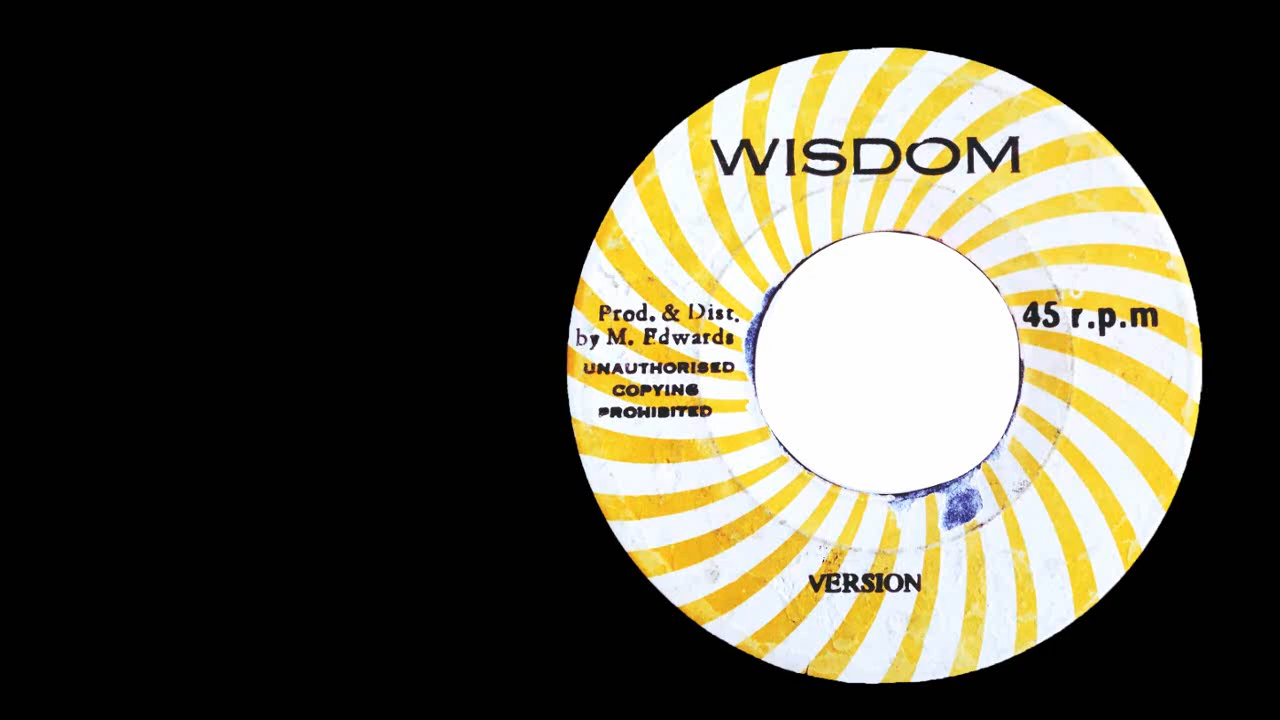 WISDOM
Prod. & Dist.
by M. Edwards
UNAUTHORISED
COPYING
PROHIBITED
45 r.p.m
VERSION